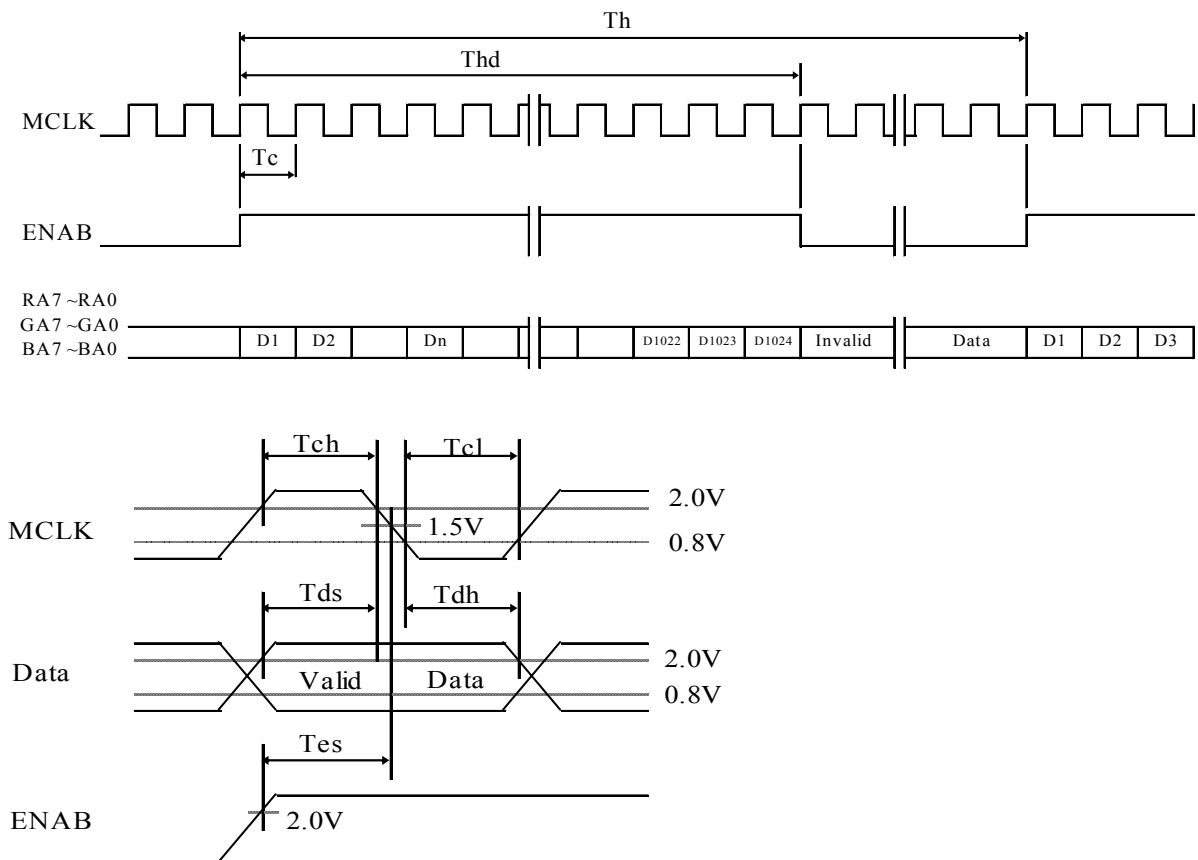 Th
Thd
MCLK
Tc
ENAB
RA7 ~RA0
GA7 ~GA0
BA7 ~BA0
D1 D2 Dn D1022 D1023 D1024 Invalid Data D1 D2 D3
Tch Tcl
2.0V
MCLK 1.5V
0.8V
Tds Tdh
2.0V
Data Valid Data
0.8V
Tes
ENAB 2.0V